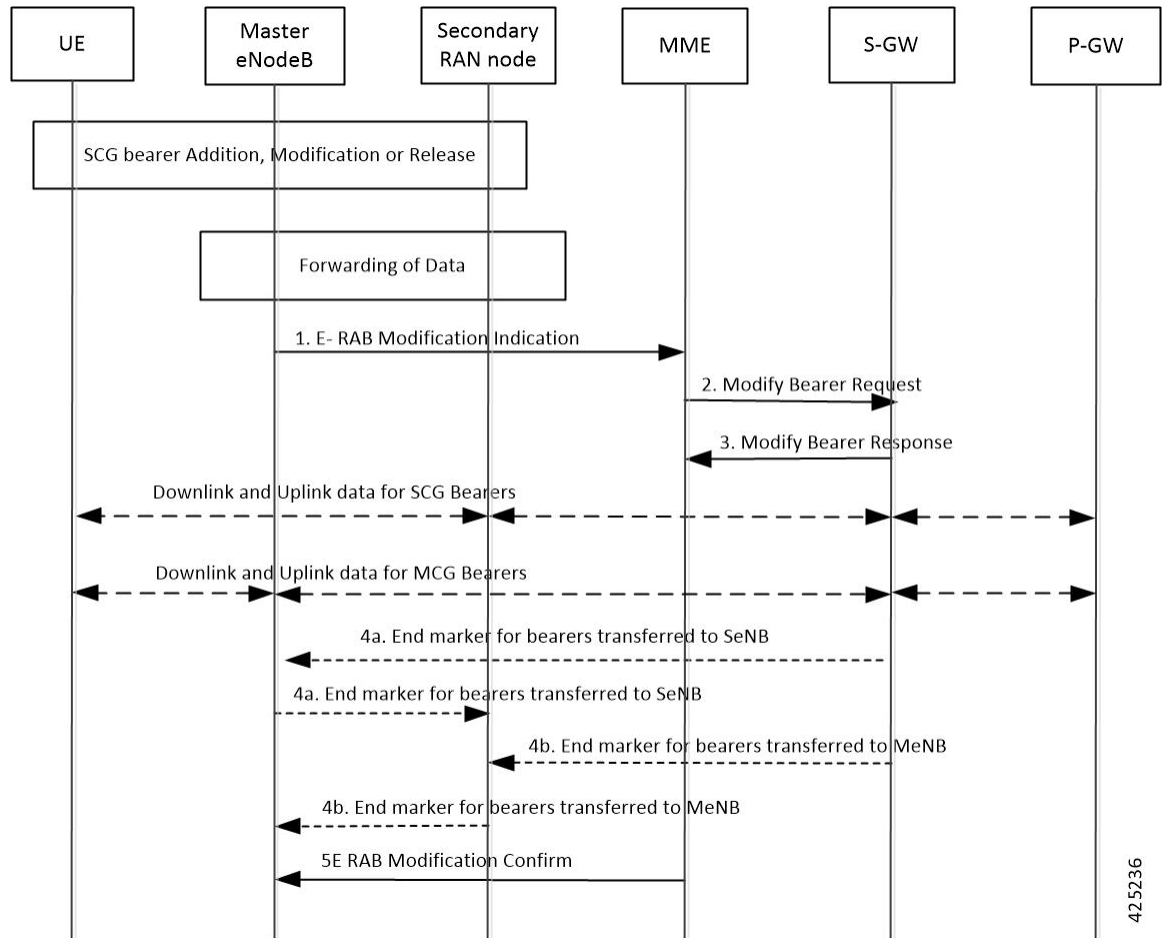 UE
Master
eNodeB
Secondary
RAN node
MME
S-GW
P-GW
SCG bearer Addition, Modification or Release
Forwarding of Data
1. E- RAB Modification Indication
2. Modify Bearer Request
3. Modify Bearer Response
Downlink and Uplink data for SCG Bearers
Downlink and Uplink data for MCG Bearers
4a. End marker for bearers transferred to SeNB
4a. End marker for bearers transferred to SeNB
4b. End marker for bearers transferred to MeNB
4b. End marker for bearers transferred to MeNB
5E RAB Modification Confirm
425236